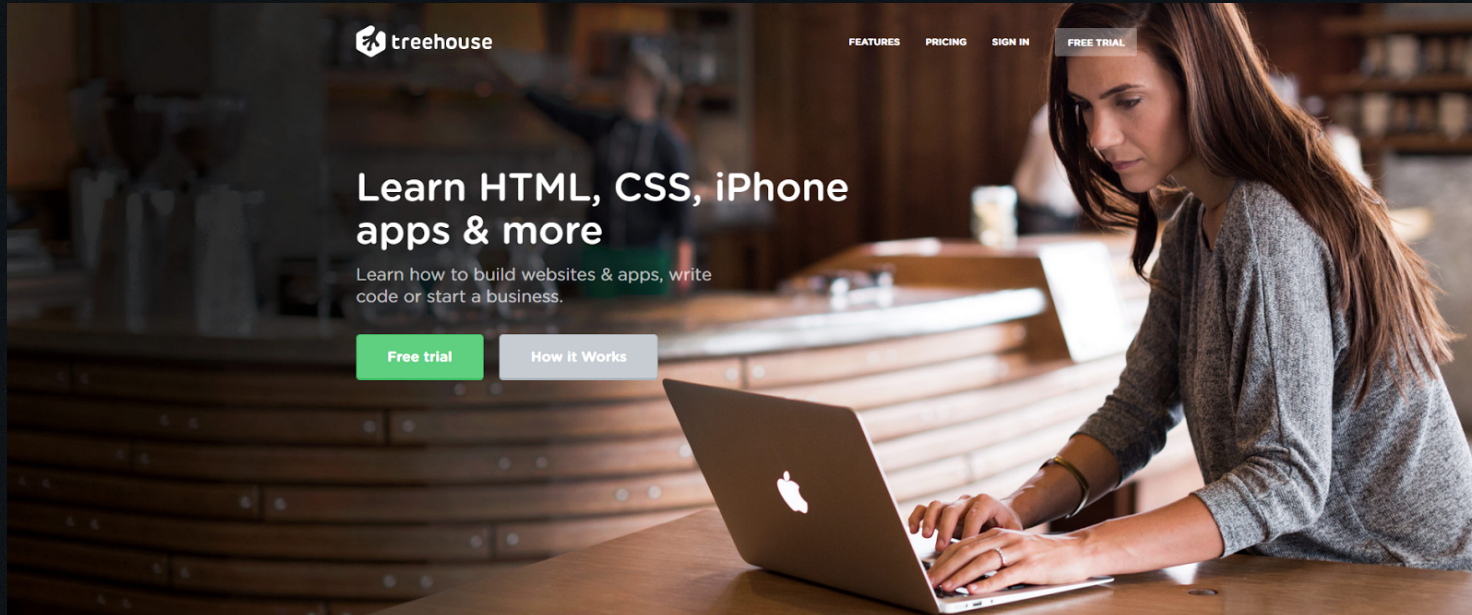 treehouse
FEATURES
PRICING
SIGN IN
FREE TRIAL
Learn HTML, CSS, iPhone
apps & more
Learn how to build websites & apps, write
code or start a business.
Free trial
How it Works